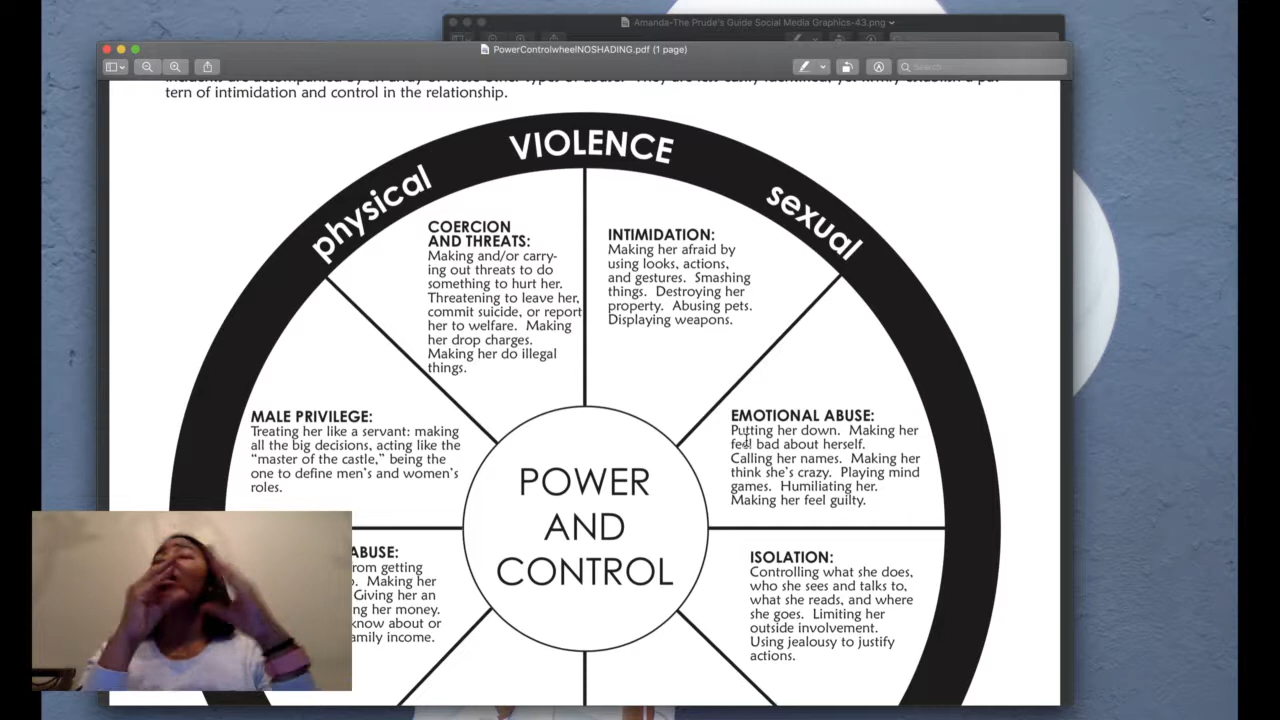 Amanda-The Prude's Guide Social Media Graphics-43.png
PowerControlwheelNOSHADING.pdf (1 page)
Search
tern of intimidation and control in the relationship.
physical
VIOLENCE
sexual
COERCION
AND THREATS:
Making and/or carry-
ing out threats to do
something to hurt her.
Threatening to leave her,
commit suicide, or report
her to welfare. Making
her drop charges.
Making her do illegal
things.
INTIMIDATION:
Making her afraid by
using looks, actions,
and gestures. Smashing
things. Destroying her
property. Abusing pets.
Displaying weapons.
MALE PRIVILEGE:
Treating her like a servant: making
all the big decisions, acting like the
“master of the castle,” being the
one to define men's and women's
roles.
EMOTIONAL ABUSE:
Putting her down. Making her
feel bad about herself.
Calling her names. Making her
think she's crazy. Playing mind
games. Humiliating her.
Making her feel guilty.
POWER
AND
CONTROL
ABUSE:
rom getting
. Making her
Giving her an
ng her money.
know about or
amily income.
ISOLATION:
Controlling what she does,
who she sees and talks to,
what she reads, and where
she goes. Limiting her
outside involvement.
Using jealousy to justify
actions.